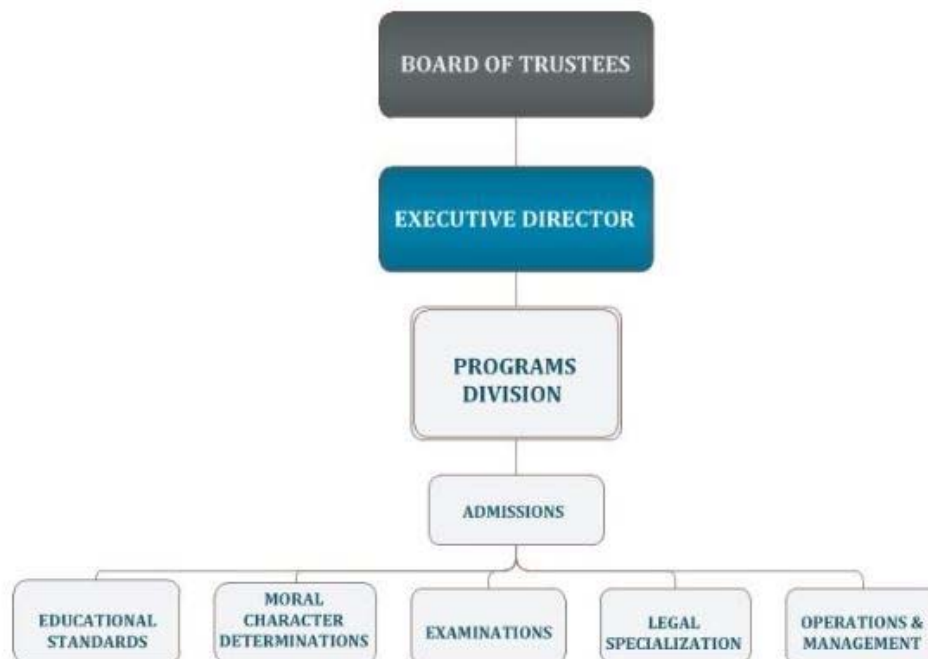 BOARD OF TRUSTEES
EXECUTIVE DIRECTOR
PROGRAMS
DIVISION
ADMISSIONS
EDUCATIONAL
STANDARDS
MORAL
CHARACTER
DETERMINATIONS
EXAMINATIONS
LEGAL
SPECIALIZATION
OPERATIONS &
MANAGEMENT